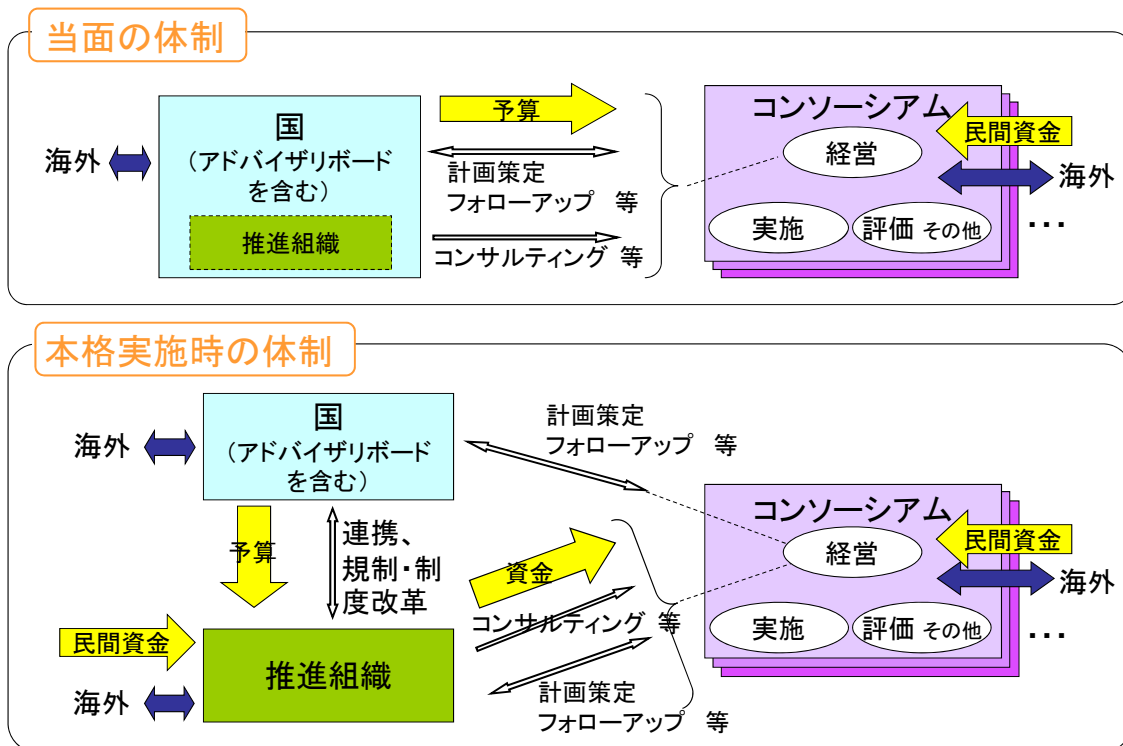 当面の体制
海外
国
（アドバイザリボード
を含む）
推進組織
予算
計画策定
フォローアップ 等
コンサルティング 等
コンソーシアム
経営
実施
評価 その他
民間資金
海外
…
本格実施時の体制
海外
国
（アドバイザリボード
を含む）
予算
連携、
規制・制
度改革
民間資金
海外
推進組織
計画策定
フォローアップ 等
資金
コンサルティング 等
計画策定
フォローアップ 等
コンソーシアム
経営
実施
評価 その他
民間資金
海外
…